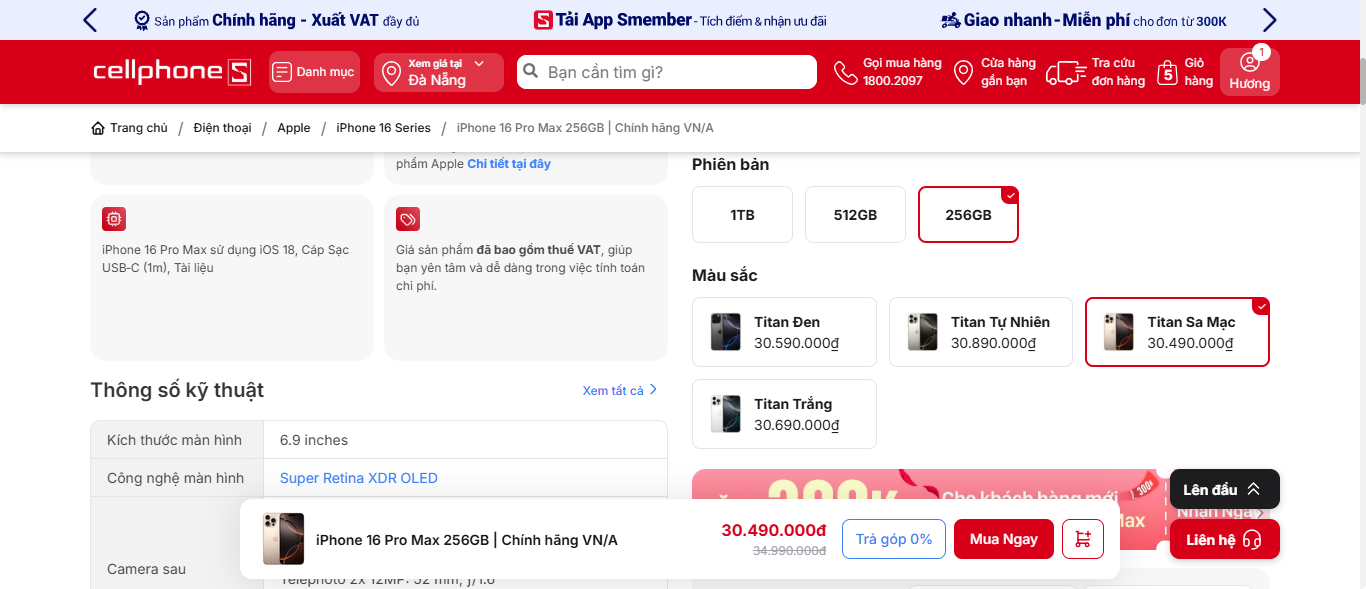 Sản phẩm Chính hãng - Xuất VAT đầy đủ
Tải App Smember - Tích điểm & nhận ưu đãi
Giao nhanh - Miễn phí cho đơn từ 300K
cellphoneS
Danh mục
Xem giá tại
Đà Nẵng
Bạn cần tìm gì?
Gọi mua hàng
1800.2097
Cửa hàng
gần bạn
Tra cứu
đơn hàng
5
Giỏ
hàng
1
Hương
Trang chủ / Điện thoại / Apple / iPhone 16 Series / iPhone 16 Pro Max 256GB | Chính hãng VN/A
phẩm Apple Chi tiết tại đây
iPhone 16 Pro Max sử dụng iOS 18, Cáp Sạc
USB-C (1m), Tài liệu
Giá sản phẩm đã bao gồm thuế VAT, giúp
bạn yên tâm và dễ dàng trong việc tính toán
chi phí.
Thông số kỹ thuật
Xem tất cả
Kích thước màn hình
6.9 inches
Công nghệ màn hình
Super Retina XDR OLED
Camera sau
Telephoto 2x 12MP: 52 mm, ƒ/1.6
Phiên bản
1TB
512GB
256GB
Màu sắc
Titan Đen
30.590.000₫
Titan Tự Nhiên
30.890.000₫
Titan Sa Mạc
30.490.000₫
Titan Trắng
30.690.000₫
300K
Cho khách hàng mới
300K
Max
Nhận Ngay
Lên đầu
Liên hệ
iPhone 16 Pro Max 256GB | Chính hãng VN/A
30.490.000đ
34.990.000đ
Trả góp 0%
Mua Ngay